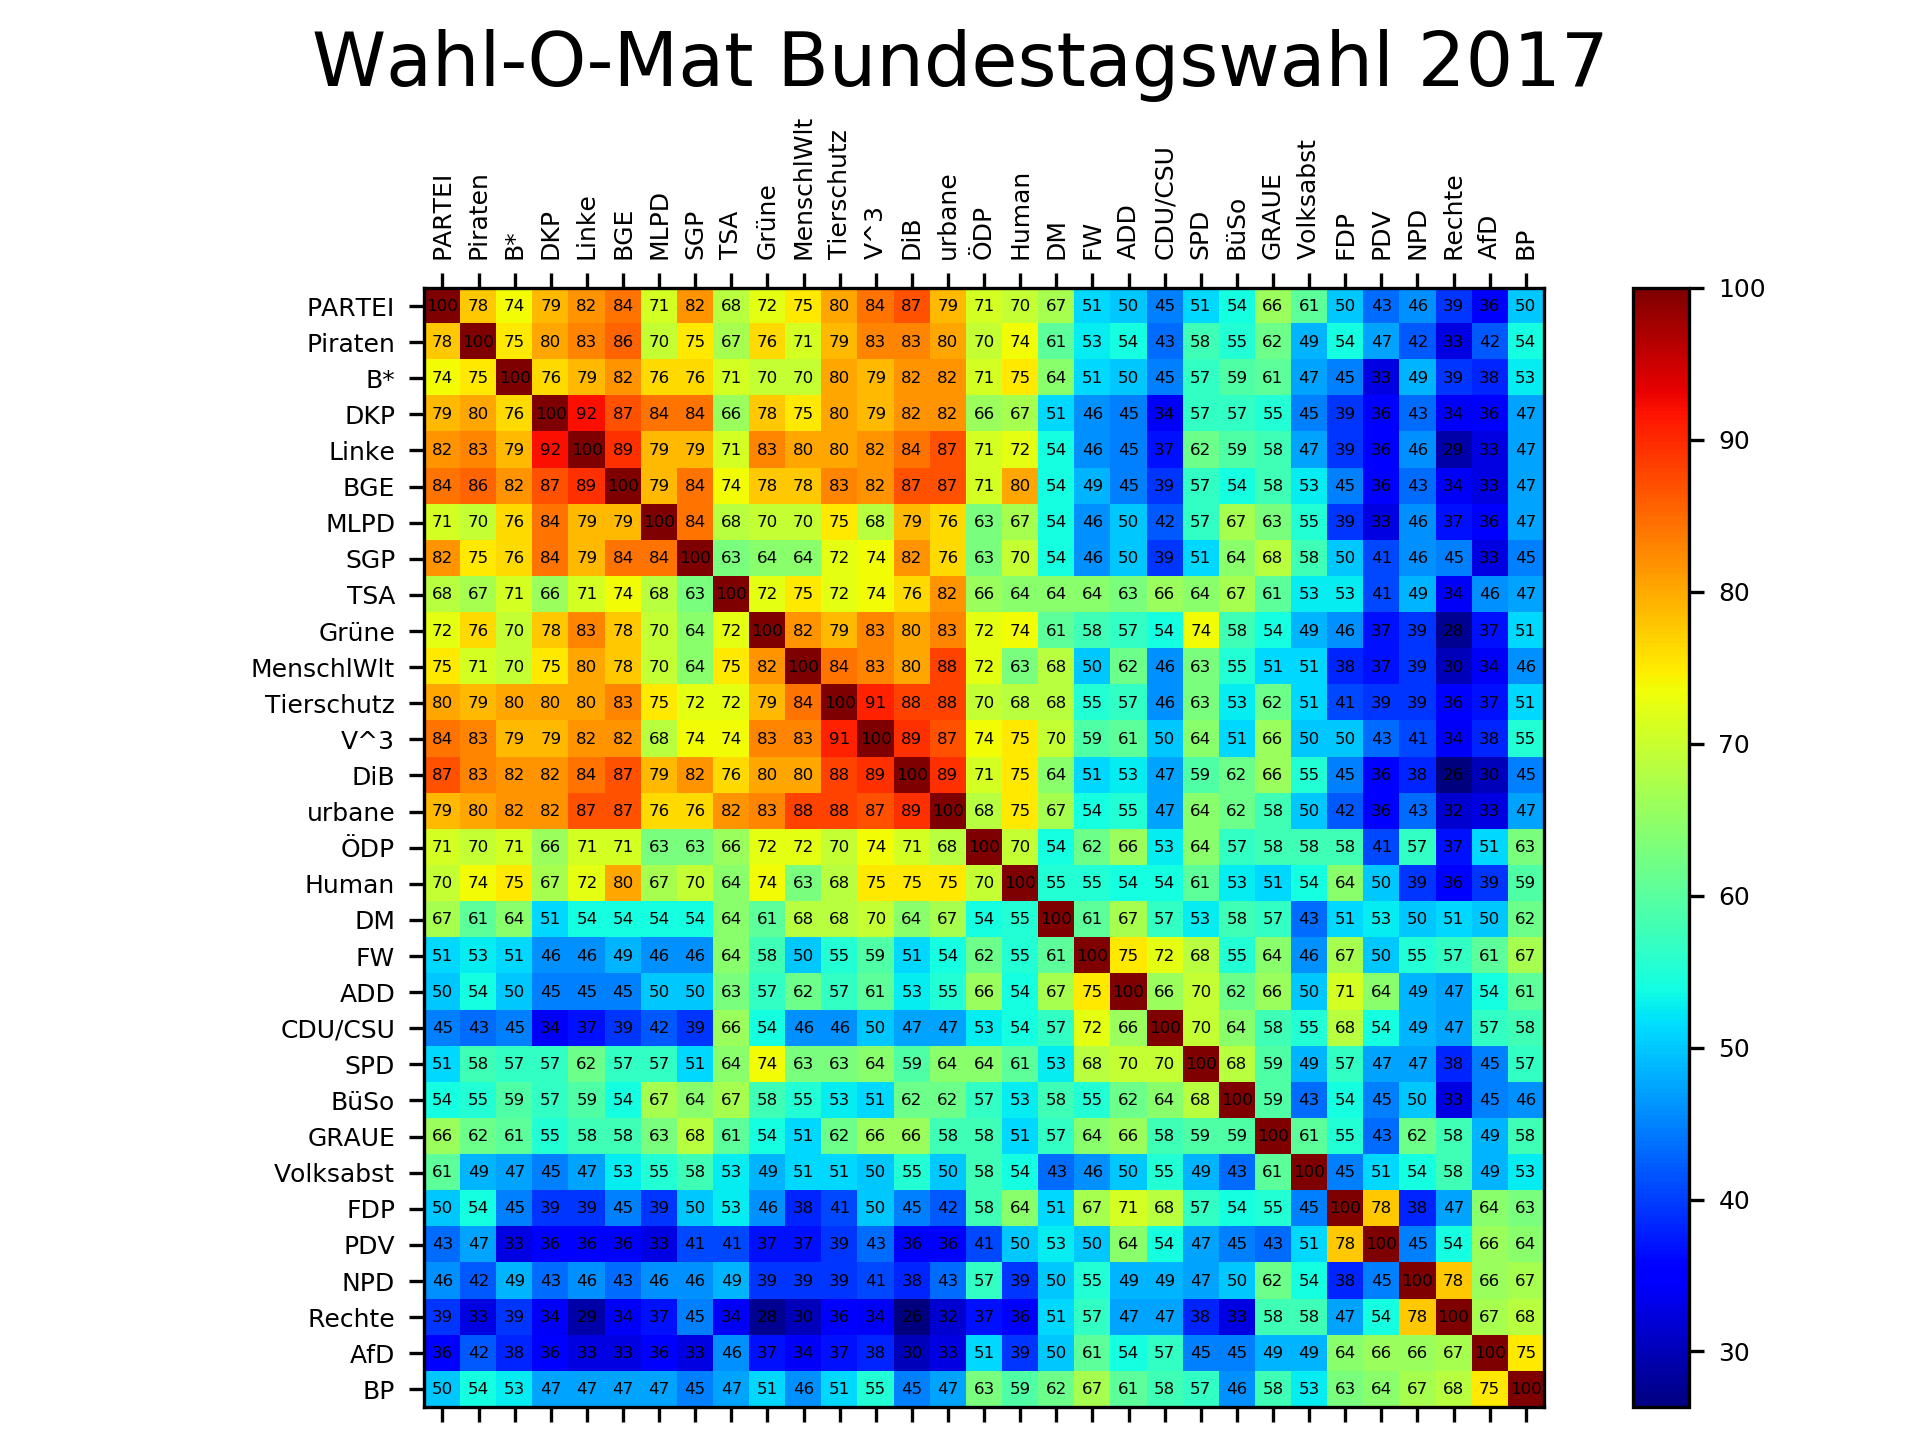 Wahl-O-Mat Bundestagswahl 2017
PARTEI Piraten B* DKP Linke BGE MLPD SGP TSA Grüne MenschlWlt Tierschutz V^3 DiB urbane ÖDP Human DM FW ADD CDU/CSU SPD BüSo GRAUE Volksabst FDP PDV NPD Rechte AfD BP
PARTEI 100 78 74 79 82 84 71 82 68 72 75 80 84 87 79 71 70 67 51 50 45 51 54 66 61 50 43 46 39 36 50
Piraten 78 100 75 80 83 86 70 75 67 76 71 79 83 83 80 70 74 61 53 54 43 58 55 62 49 54 47 42 33 42 54
B* 74 75 100 76 79 82 76 76 71 70 70 80 79 82 82 71 75 64 51 50 45 57 59 61 47 45 33 49 39 38 53
DKP 79 80 76 100 92 87 84 84 66 78 75 80 79 82 82 66 67 51 46 45 34 57 57 55 45 39 36 43 34 36 47
Linke 82 83 79 92 100 89 79 79 71 83 80 80 82 84 87 71 72 54 46 45 37 62 59 58 47 39 36 46 29 33 47
BGE 84 86 82 87 89 100 79 84 74 78 78 83 82 87 87 71 80 54 49 45 39 57 54 58 53 45 36 43 34 33 47
MLPD 71 70 76 84 79 79 100 84 68 70 70 75 68 79 76 63 67 54 46 50 42 57 67 63 55 39 33 46 37 36 47
SGP 82 75 76 84 79 84 84 100 63 64 64 72 74 82 76 63 70 54 46 50 39 51 64 68 58 50 41 46 45 33 45
TSA 68 67 71 66 71 74 68 63 100 72 75 72 74 76 82 66 64 64 64 63 66 64 67 61 53 53 41 49 34 46 47
Grüne 72 76 70 78 83 78 70 64 72 100 82 79 83 80 83 72 74 61 58 57 54 74 58 54 49 46 37 39 28 37 51
MenschlWlt 75 71 70 75 80 78 70 64 75 82 100 84 83 80 88 72 63 68 50 62 46 63 55 51 51 38 37 39 30 34 46
Tierschutz 80 79 80 80 80 83 75 72 72 79 84 100 91 88 88 70 68 68 55 57 46 63 53 62 51 41 39 39 36 37 51
V^3 84 83 79 79 82 82 68 74 74 83 83 91 100 89 87 74 75 70 59 61 50 64 51 66 50 50 43 41 34 38 55
DiB 87 83 82 82 84 87 79 82 76 80 80 88 89 100 89 71 75 64 51 53 47 59 62 66 55 45 36 38 26 30 45
urbane 79 80 82 82 87 87 76 76 82 83 88 88 87 89 100 68 75 67 54 55 47 64 62 58 50 42 36 43 32 33 47
ÖDP 71 70 71 66 71 71 63 63 66 72 72 70 74 71 68 100 70 54 62 66 53 64 57 58 58 58 41 57 37 51 63
Human 70 74 75 67 72 80 67 70 64 74 63 68 75 75 75 70 100 55 55 54 54 61 53 51 54 64 50 39 36 39 59
DM 67 61 64 51 54 54 54 54 64 61 68 68 70 64 67 54 55 100 61 67 57 53 58 57 43 51 53 50 51 50 62
FW 51 53 51 46 46 49 46 46 64 58 50 55 59 51 54 62 55 61 100 75 72 68 55 64 46 67 50 55 57 61 67
ADD 50 54 50 45 45 45 50 50 63 57 62 57 61 53 55 66 54 67 75 100 66 70 62 66 50 71 64 49 47 54 61
CDU/CSU 45 43 45 34 37 39 42 39 66 54 46 46 50 47 47 53 54 57 72 66 100 70 64 58 55 68 54 49 47 57 58
SPD 51 58 57 57 62 57 57 51 64 74 63 63 64 59 64 64 61 53 68 70 70 100 68 59 49 57 47 47 38 45 57
BüSo 54 55 59 57 59 54 67 64 67 58 55 53 51 62 62 57 53 58 55 62 64 68 100 59 43 54 45 50 33 45 46
GRAUE 66 62 61 55 58 58 63 68 61 54 51 62 66 66 58 58 51 57 64 66 58 59 59 100 61 55 43 62 58 49 58
Volksabst 61 49 47 45 47 53 55 58 53 49 51 51 50 55 50 58 54 43 46 50 55 49 43 61 100 45 51 54 58 49 53
FDP 50 54 45 39 39 45 39 50 53 46 38 41 50 45 42 58 64 51 67 71 68 57 54 55 45 100 78 38 47 64 63
PDV 43 47 33 36 36 36 33 41 41 37 37 39 43 36 36 41 50 53 50 64 54 47 45 43 51 78 100 45 54 66 64
NPD 46 42 49 43 46 43 46 46 49 39 39 39 41 38 43 57 39 50 55 49 49 47 50 62 54 38 45 100 78 66 67
Rechte 39 33 39 34 29 34 37 45 34 28 30 36 34 26 32 37 36 51 57 47 47 38 33 58 58 47 54 78 100 67 68
AfD 36 42 38 36 33 33 36 33 46 37 34 37 38 30 33 51 39 50 61 54 57 45 45 49 49 64 66 66 67 100 75
BP 50 54 53 47 47 47 47 45 47 51 46 51 55 45 47 63 59 62 67 61 58 57 46 58 53 63 64 67 68 75 100
100
90
80
70
60
50
40
30